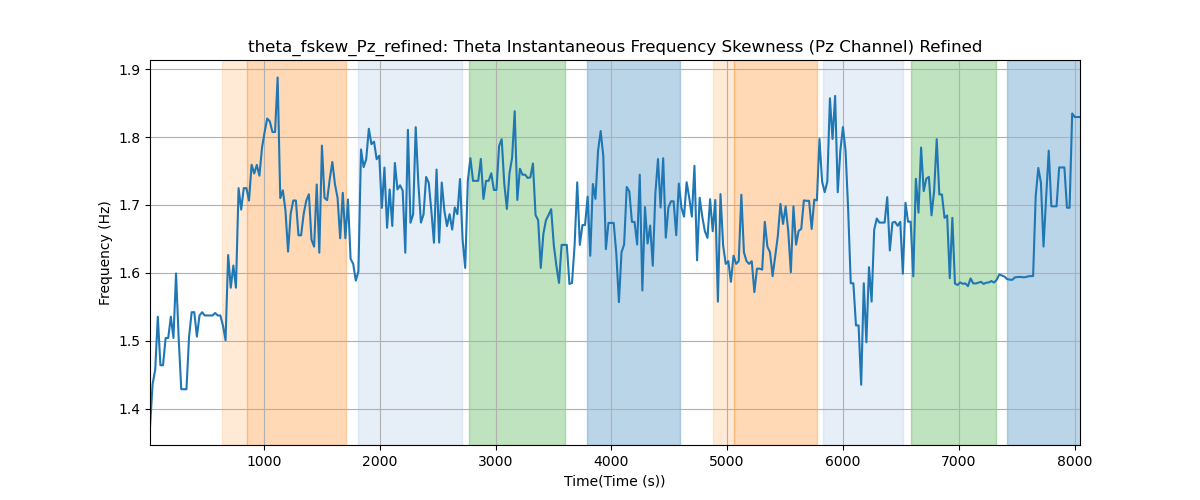 theta_fskew_Pz_refined: Theta Instantaneous Frequency Skewness (Pz Channel) Refined
Frequency (Hz)
1.9
1.8
1.7
1.6
1.5
1.4
1000 2000 3000 4000 5000 6000 7000 8000
Time(Time (s))